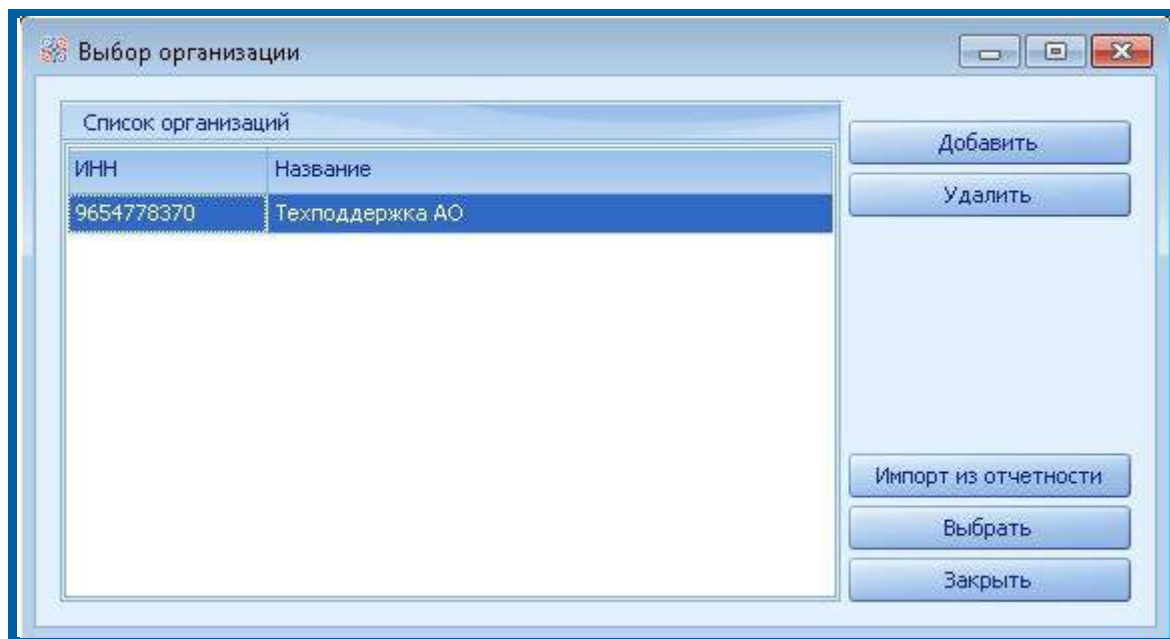 Выбор организации
Список организаций
ИНН Название
9654778370 Техподдержка АО
Добавить
Удалить
Импорт из отчетности
Выбрать
Закрыть